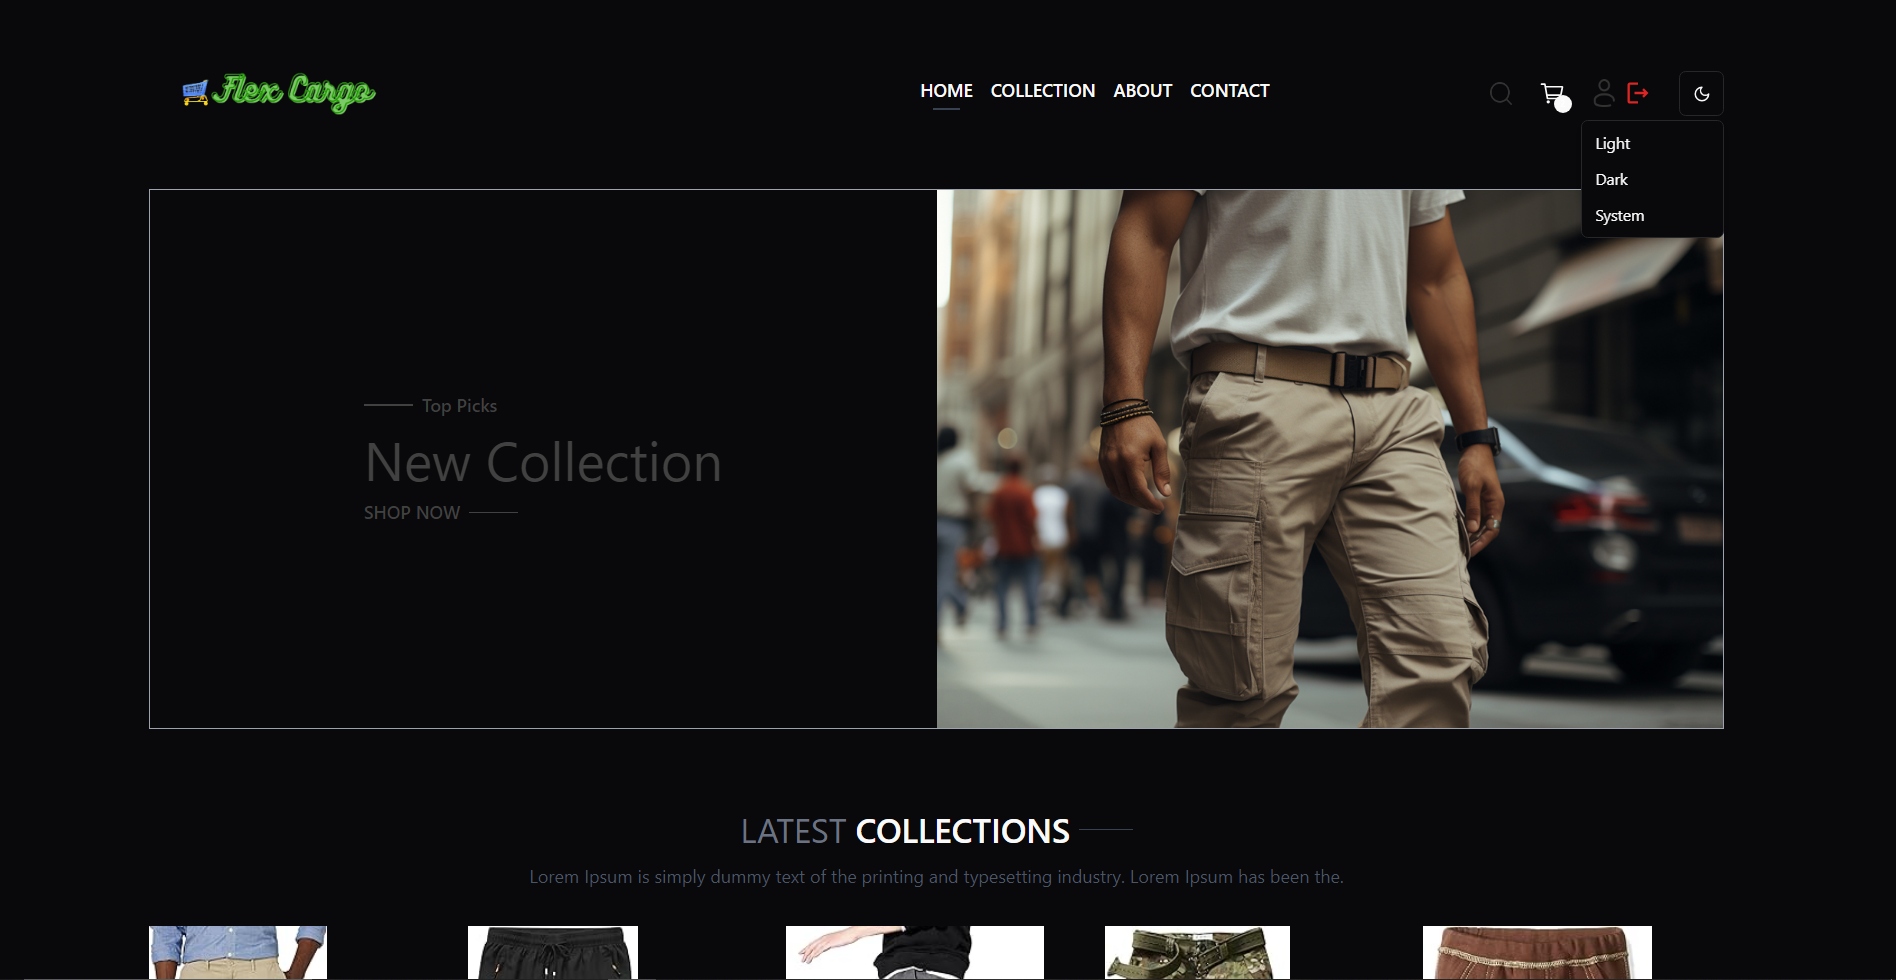 Flex Cargo
HOME COLLECTION ABOUT CONTACT
Light
Dark
System
Top Picks
New Collection
SHOP NOW
LATEST COLLECTIONS
Lorem Ipsum is simply dummy text of the printing and typesetting industry. Lorem Ipsum has been the.